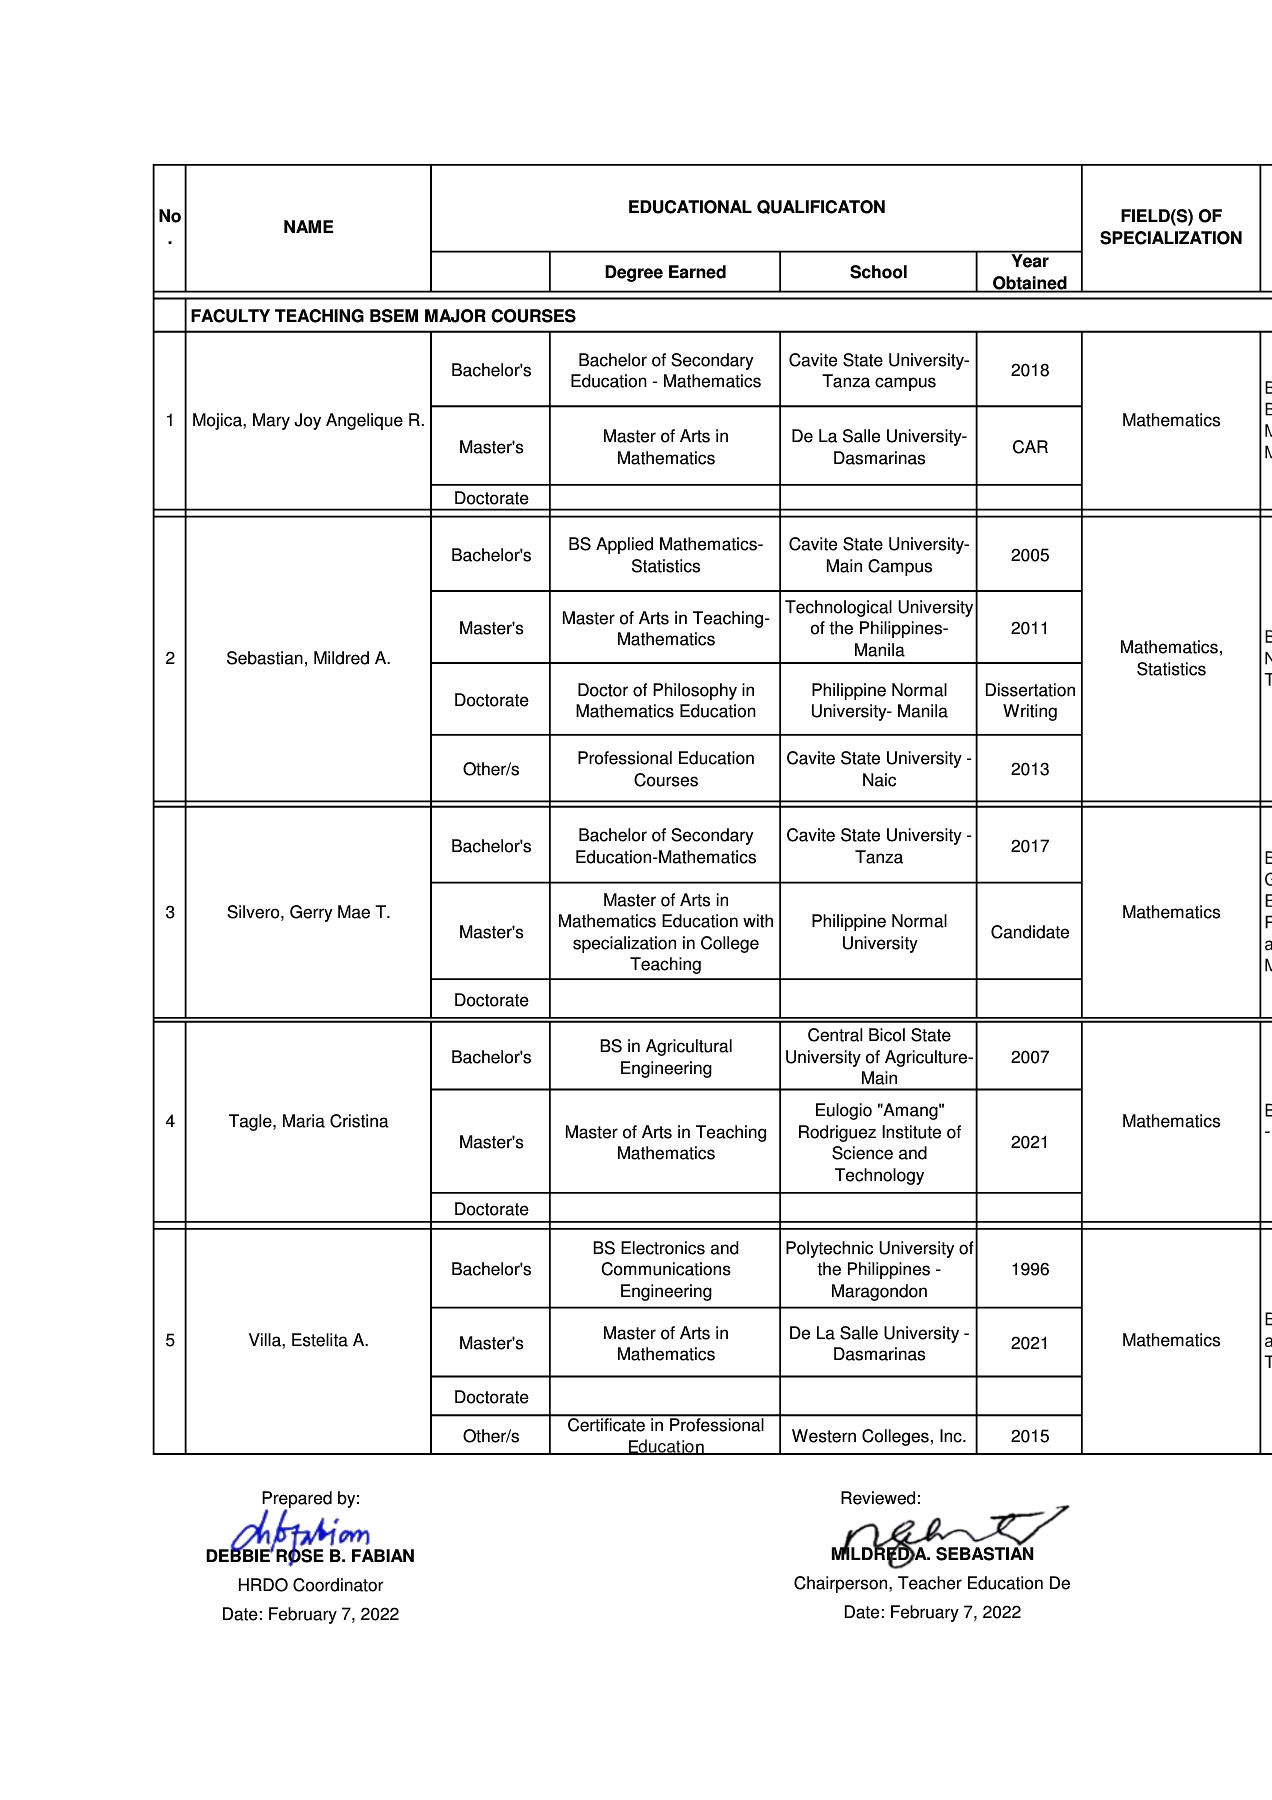 No
.
NAME
EDUCATIONAL QUALIFICATON
FIELD(S) OF
SPECIALIZATION
Degree Earned
School
Year
Obtained
FACULTY TEACHING BSEM MAJOR COURSES
1
Mojica, Mary Joy Angelique R.
Bachelor's
Bachelor of Secondary
Education - Mathematics
Cavite State University-
Tanza campus
2018
Master's
Master of Arts in
Mathematics
De La Salle University-
Dasmarinas
CAR
Doctorate
Mathematics
2
Sebastian, Mildred A.
Bachelor's
BS Applied Mathematics-
Statistics
Cavite State University-
Main Campus
2005
Master's
Master of Arts in Teaching-
Mathematics
Technological University
of the Philippines-
Manila
2011
Doctorate
Doctor of Philosophy in
Mathematics Education
Philippine Normal
University- Manila
Dissertation
Writing
Other/s
Professional Education
Courses
Cavite State University -
Naic
2013
Mathematics,
Statistics
3
Silvero, Gerry Mae T.
Bachelor's
Bachelor of Secondary
Education-Mathematics
Cavite State University -
Tanza
2017
Master's
Master of Arts in
Mathematics Education with
specialization in College
Teaching
Philippine Normal
University
Candidate
Doctorate
Mathematics
4
Tagle, Maria Cristina
Bachelor's
BS in Agricultural
Engineering
Central Bicol State
University of Agriculture-
Main
2007
Master's
Master of Arts in Teaching
Mathematics
Eulogio "Amang"
Rodriguez Institute of
Science and
Technology
2021
Doctorate
Mathematics
5
Villa, Estelita A.
Bachelor's
BS Electronics and
Communications
Engineering
Polytechnic University of
the Philippines -
Maragondon
1996
Master's
Master of Arts in
Mathematics
De La Salle University -
Dasmarinas
2021
Doctorate
Other/s
Certificate in Professional
Education
Western Colleges, Inc.
2015
Mathematics
Prepared by:
DEBBIE ROSE B. FABIAN
HRDO Coordinator
Date: February 7, 2022
Reviewed:
MILDRED A. SEBASTIAN
Chairperson, Teacher Education De
Date: February 7, 2022